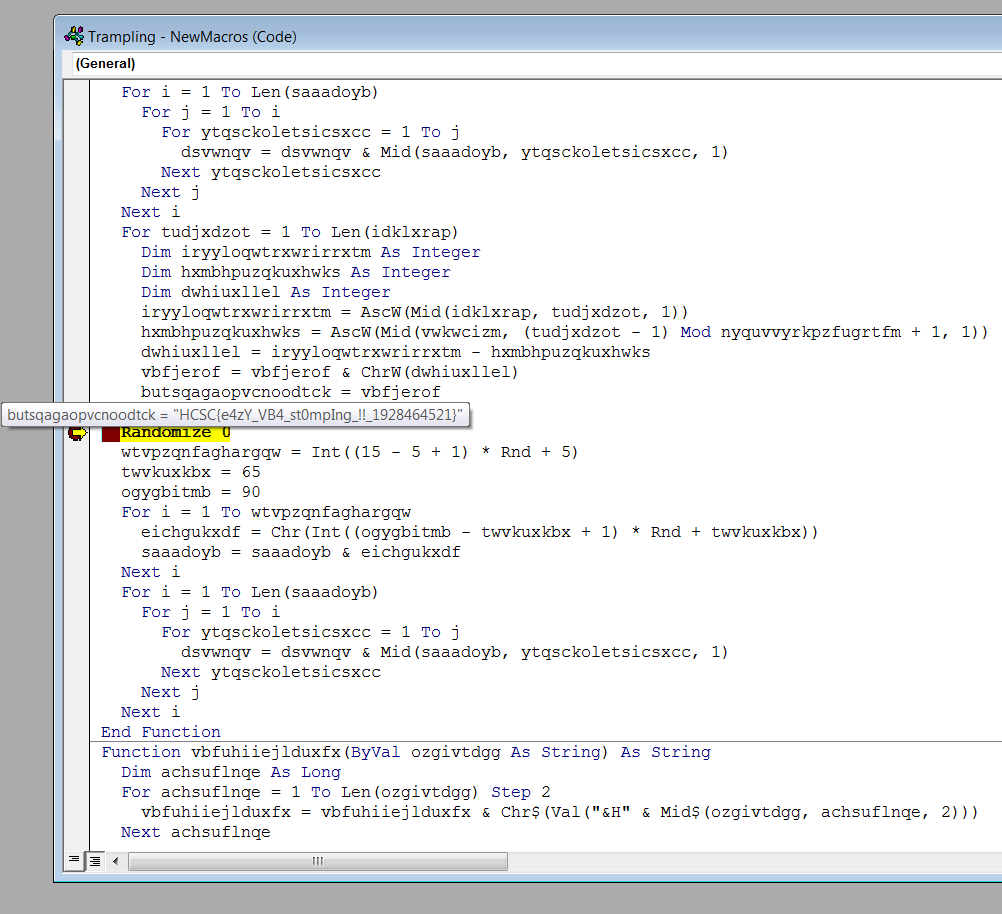 Trampling - NewMacros (Code)
(General)
For i = 1 To Len(saaadoyb)
For j = 1 To i
For ytqsckoletsicsxcc = 1 To j
dsvwnqv = dsvwnqv & Mid(saaadoyb, ytqsckoletsicsxcc, 1)
Next ytqsckoletsicsxcc
Next j
Next i
For tudjxdzot = 1 To Len(idklxrap)
Dim iryyloqwtrxwrirrxtm As Integer
Dim hxmbhpuzqkuxhwks As Integer
Dim dwhiuxllel As Integer
iryyloqwtrxwrirrxtm = AscW(Mid(idklxrap, tudjxdzot, 1))
hxmbhpuzqkuxhwks = AscW(Mid(vwkwcizm, (tudjxdzot - 1) Mod nyquvvyrkpzfugrtfm + 1, 1))
dwhiuxllel = iryyloqwtrxwrirrxtm - hxmbhpuzqkuxhwks
vbfjerof = vbfjerof & ChrW(dwhiuxllel)
butsqagaopvcnoodtck = vbfjerof
butsqagaopvcnoodtck = "HCSC{e4zY_VB4_st0mpIng_!!_1928464521}"
Randomize 0
wtvpzqnfaghargqw = Int((15 - 5 + 1) * Rnd + 5)
twvkuxkbx = 65
ogygbitmb = 90
For i = 1 To wtvpzqnfaghargqw
eichgukxdf = Chr(Int((ogygbitmb - twvkuxkbx + 1) * Rnd + twvkuxkbx))
saaadoyb = saaadoyb & eichgukxdf
Next i
For i = 1 To Len(saaadoyb)
For j = 1 To i
For ytqsckoletsicsxcc = 1 To j
dsvwnqv = dsvwnqv & Mid(saaadoyb, ytqsckoletsicsxcc, 1)
Next ytqsckoletsicsxcc
Next j
Next i
End Function
Function vbfuhiiejlduxfx(ByVal ozgivtdgg As String) As String
Dim achsuflnqe As Long
For achsuflnqe = 1 To Len(ozgivtdgg) Step 2
vbfuhiiejlduxfx = vbfuhiiejlduxfx & Chr$(Val("&H" & Mid$(ozgivtdgg, achsuflnqe, 2)))
Next achsuflnqe